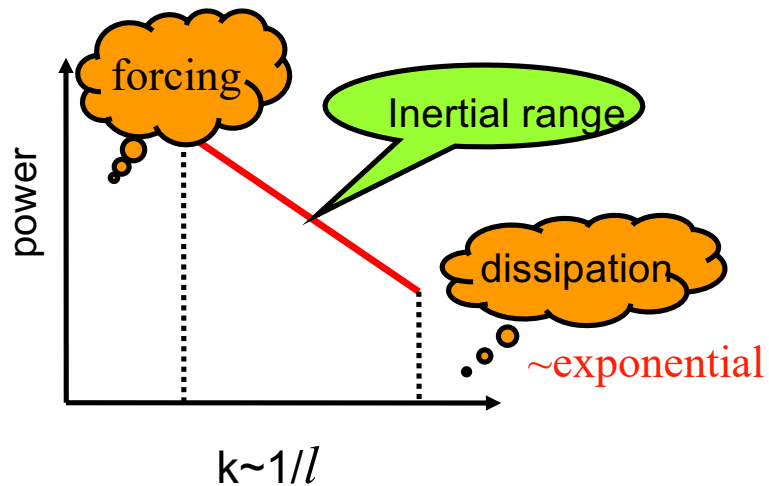 forcing
Inertial range
power
dissipation
~exponential
k~1/l